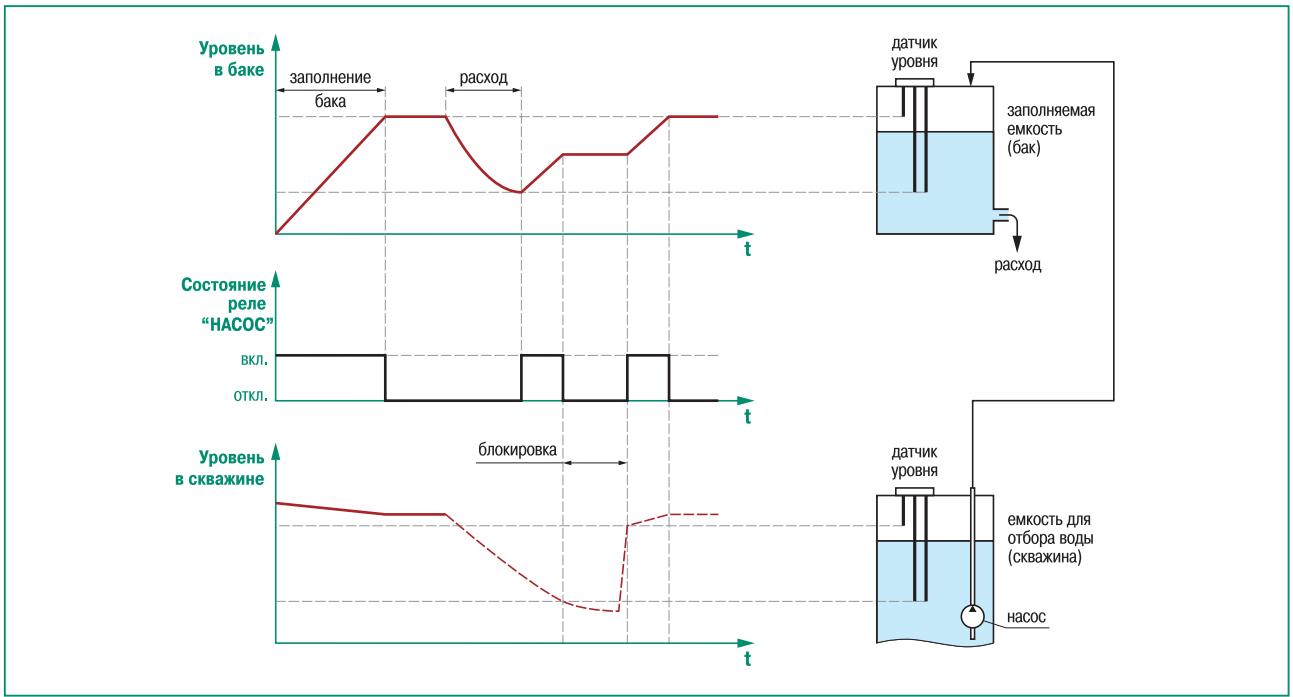 Уровень
в баке
заполнение
бака
расход
t
датчик
уровня
заполняемая
емкость
(бак)
расход
Состояние
реле
“НАСОС”
вкл.
откл.
t
Уровень
в скважине
блокировка
t
датчик
уровня
емкость для
отбора воды
(скважина)
насос